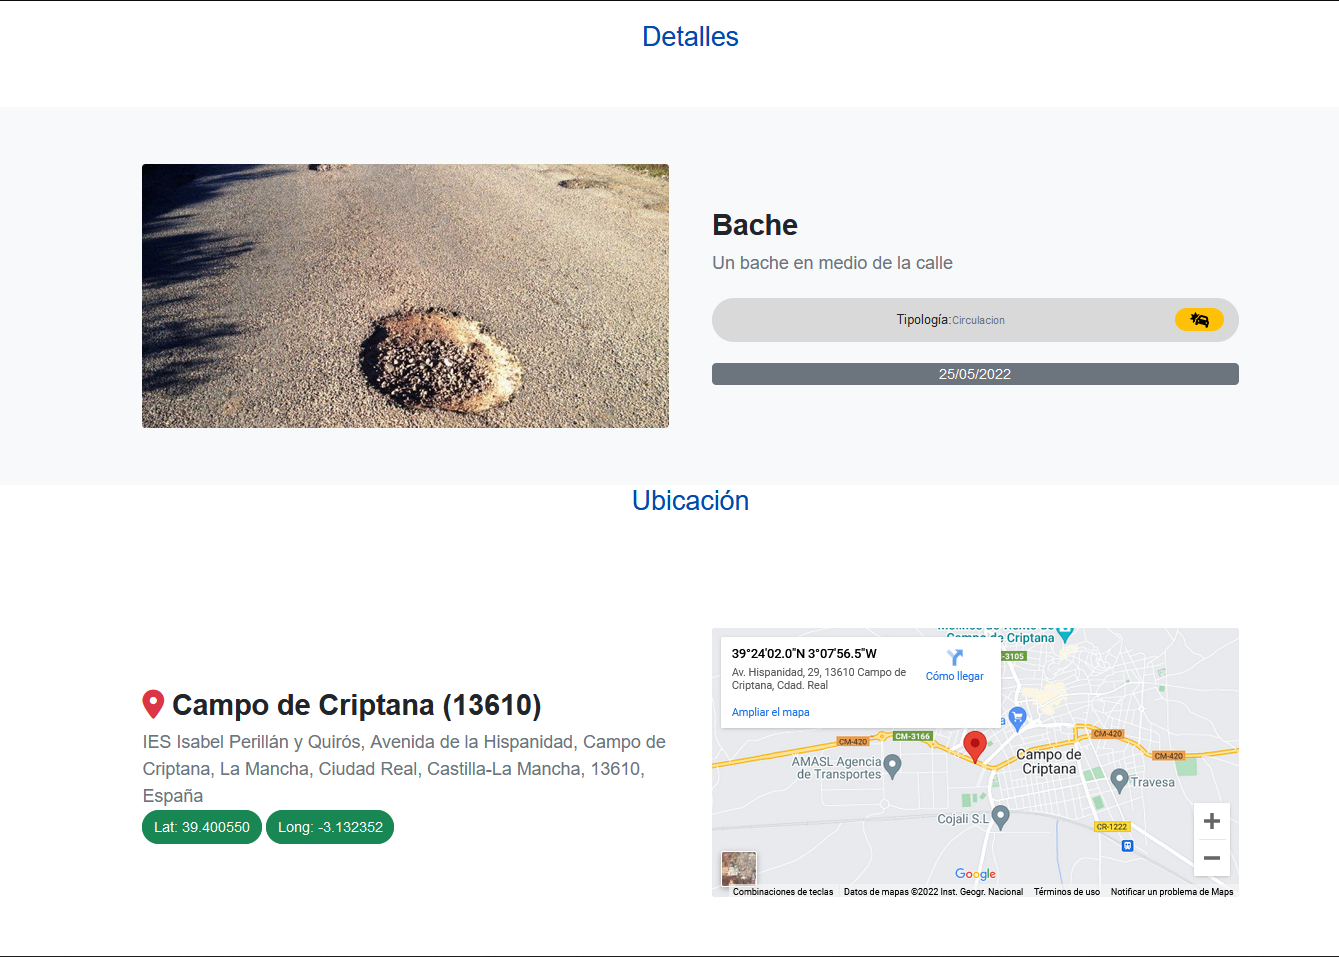 Detalles
Bache
Un bache en medio de la calle
Tipología:Circulacion
25/05/2022
Ubicación
Campo de Criptana (13610)
IES Isabel Perillán y Quirós, Avenida de la Hispanidad, Campo de
Criptana, La Mancha, Ciudad Real, Castilla-La Mancha, 13610,
España
Lat: 39.400550
Long: -3.132352
Campo de Criptana
39°24'02.0"N 3°07'56.5"W
Av. Hispanidad, 29, 13610 Campo de
Criptana, Cdad. Real
Ampliar el mapa
Cómo llegar
-3105
CM-420
CM-3166
CM-420
CM-420
AMASL Agencia
de Transportes
Campo de
Criptana
Travesa
Cojali S.L
CR-1222
Google
Combinaciones de teclas
Datos de mapas ©2022 Inst. Geogr. Nacional
Términos de uso
Notificar un problema de Maps